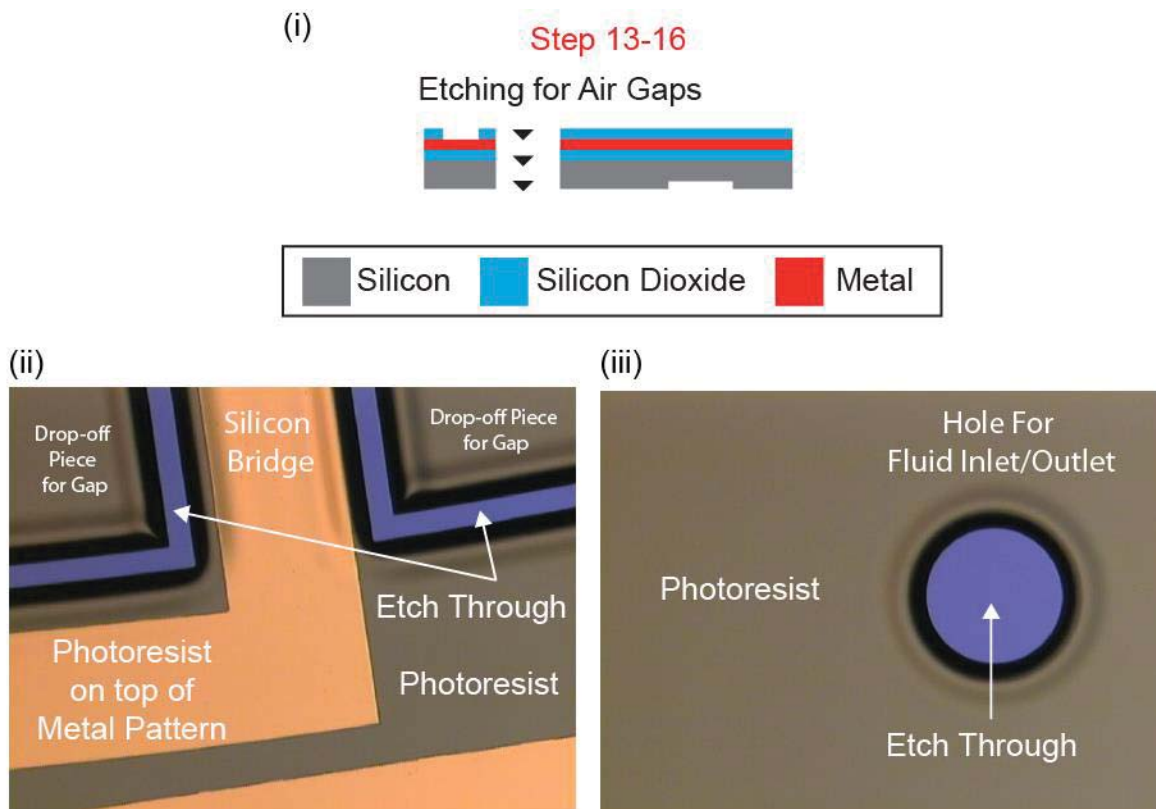 (i)
Step 13-16
Etching for Air Gaps
Silicon
Silicon Dioxide
Metal
(ii)
Drop-off
Piece
for Gap
Silicon
Bridge
Drop-off Piece
for Gap
Etch Through
Photoresist
on top of
Metal Pattern
Photoresist
(iii)
Hole For
Fluid Inlet/Outlet
Photoresist
Etch Through